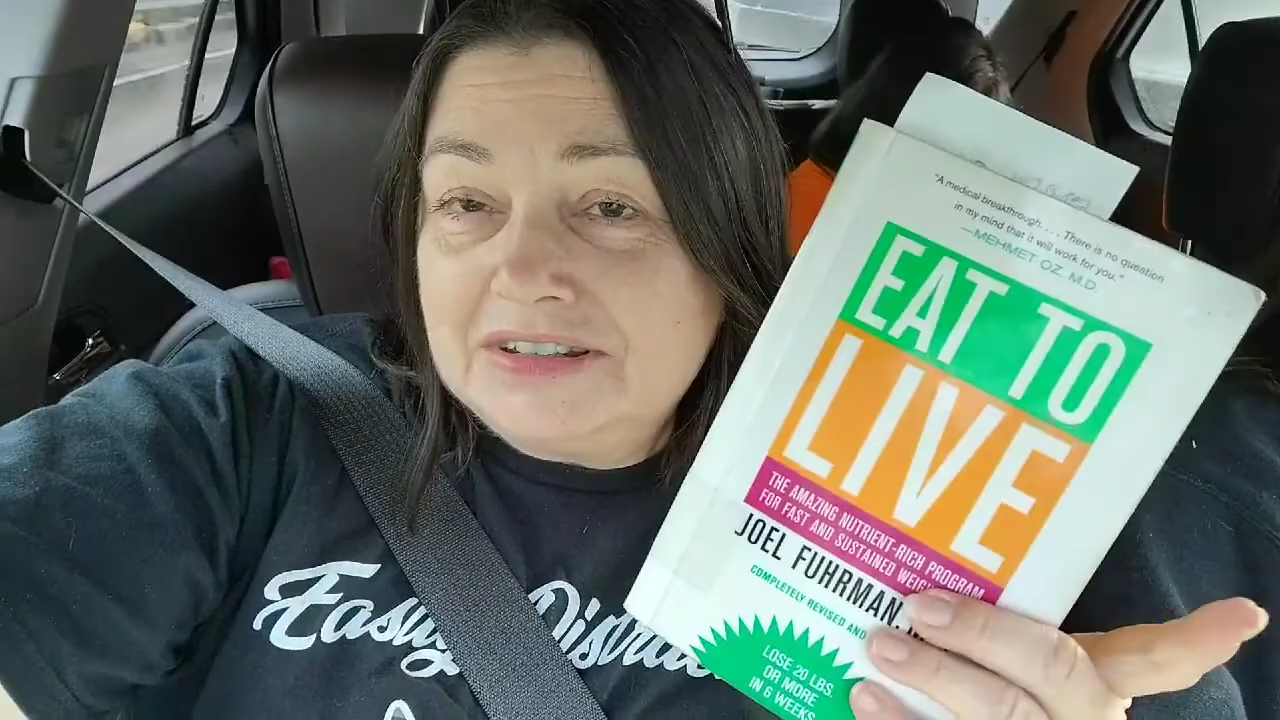 "A medical breakthrough. . . . There is no question
in my mind that it will work for you."
—MEHMET OZ, M.D.
EAT TO
LIVE
THE AMAZING NUTRIENT-RICH PROGRAM
FOR FAST AND SUSTAINED
JOEL FUHRMAN,
COMPLETELY REVISED AND
LOSE 20 LBS.
OR MORE
IN 6 WEEKS
Easily